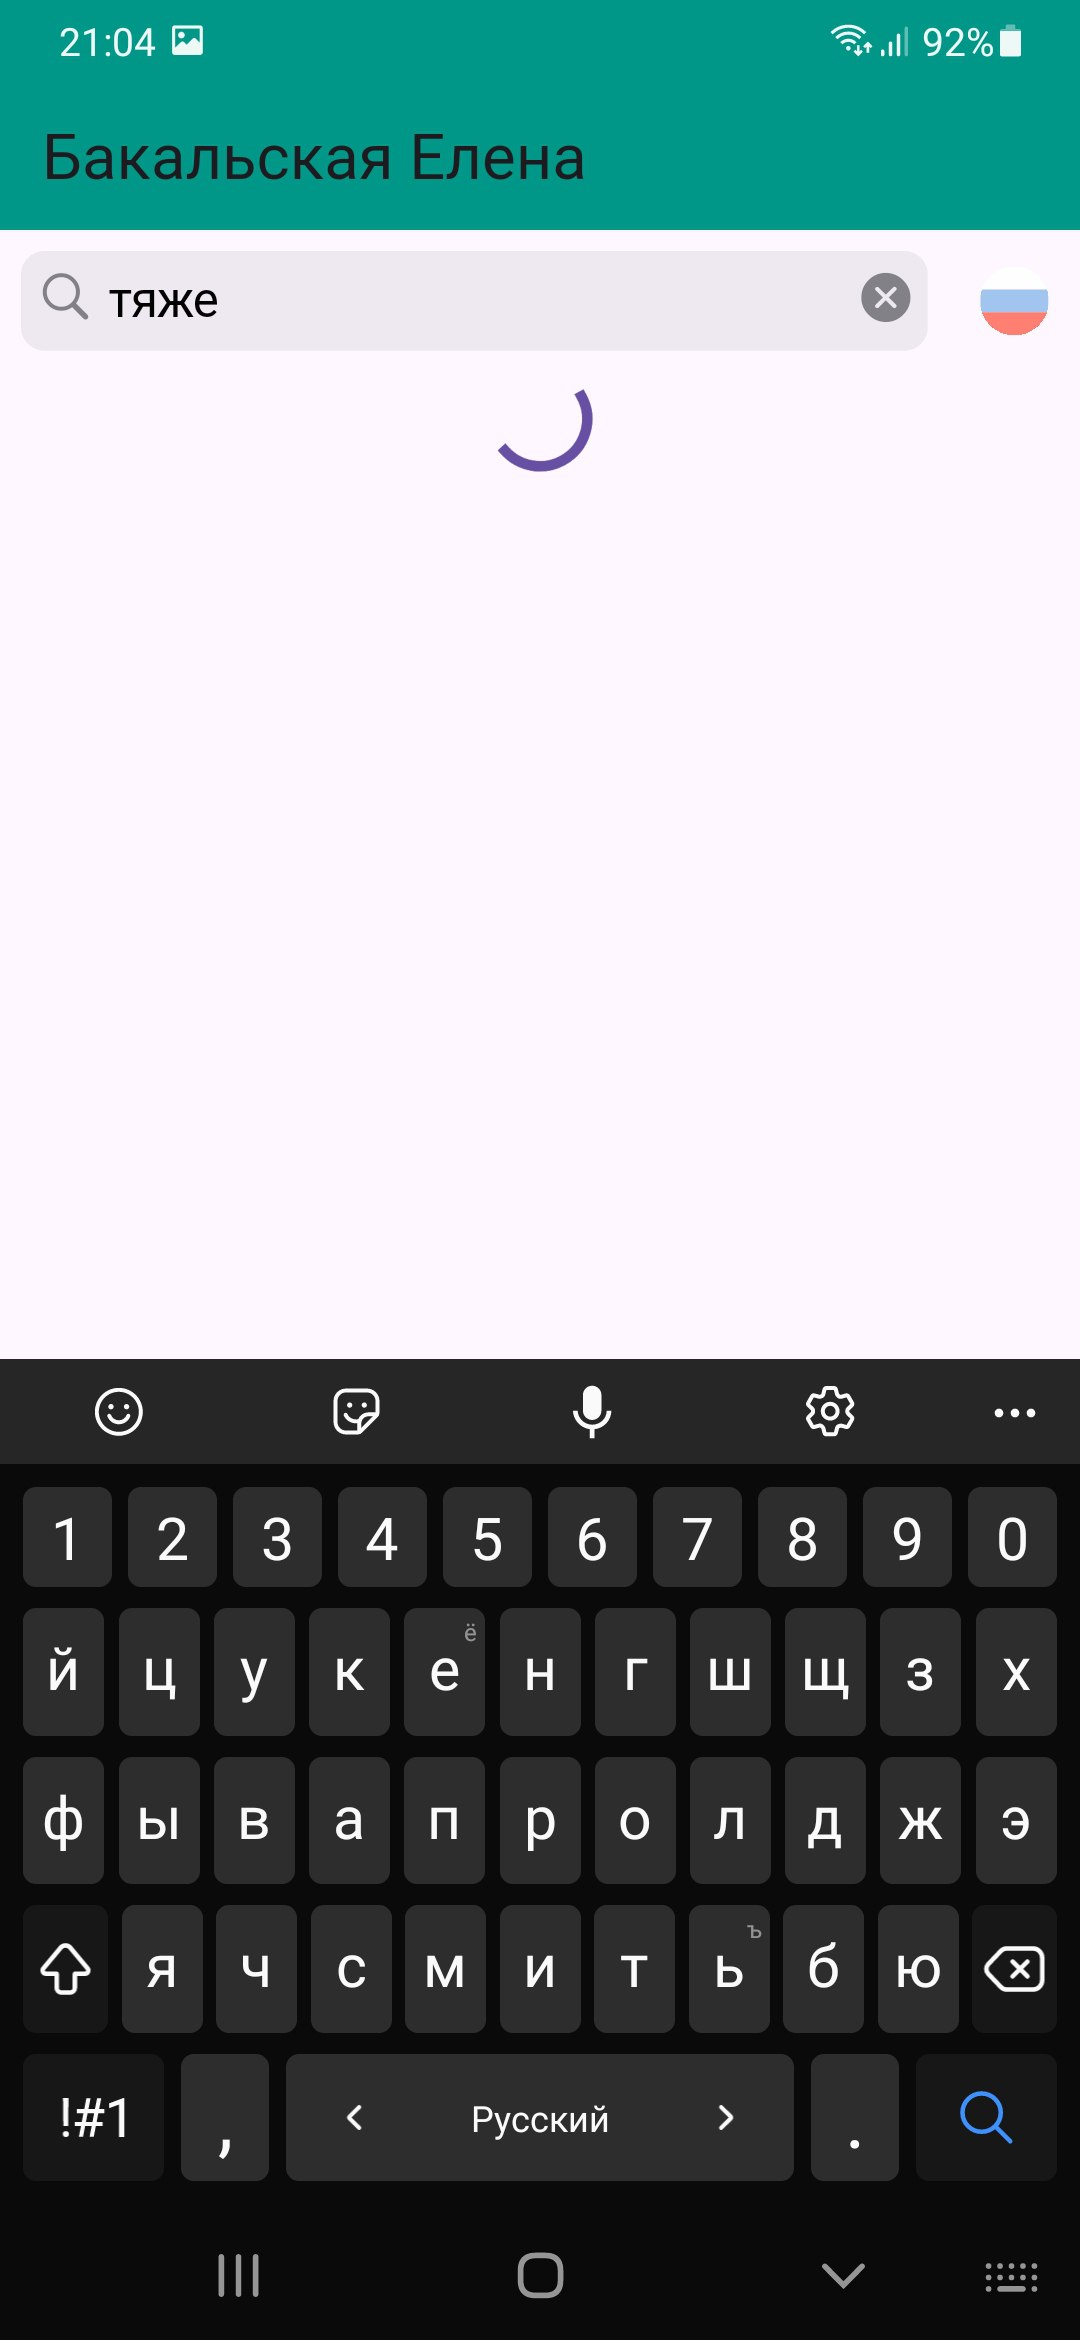 21:04 92%
Бакальская Елена
тяже
1 2 3 4 5 6 7 8 9 0
ё
й ц у к е н г ш щ з х
ф ы в а п р о л д ж э
ъ
я ч с м и т ь б ю
!#1 , < Русский > .